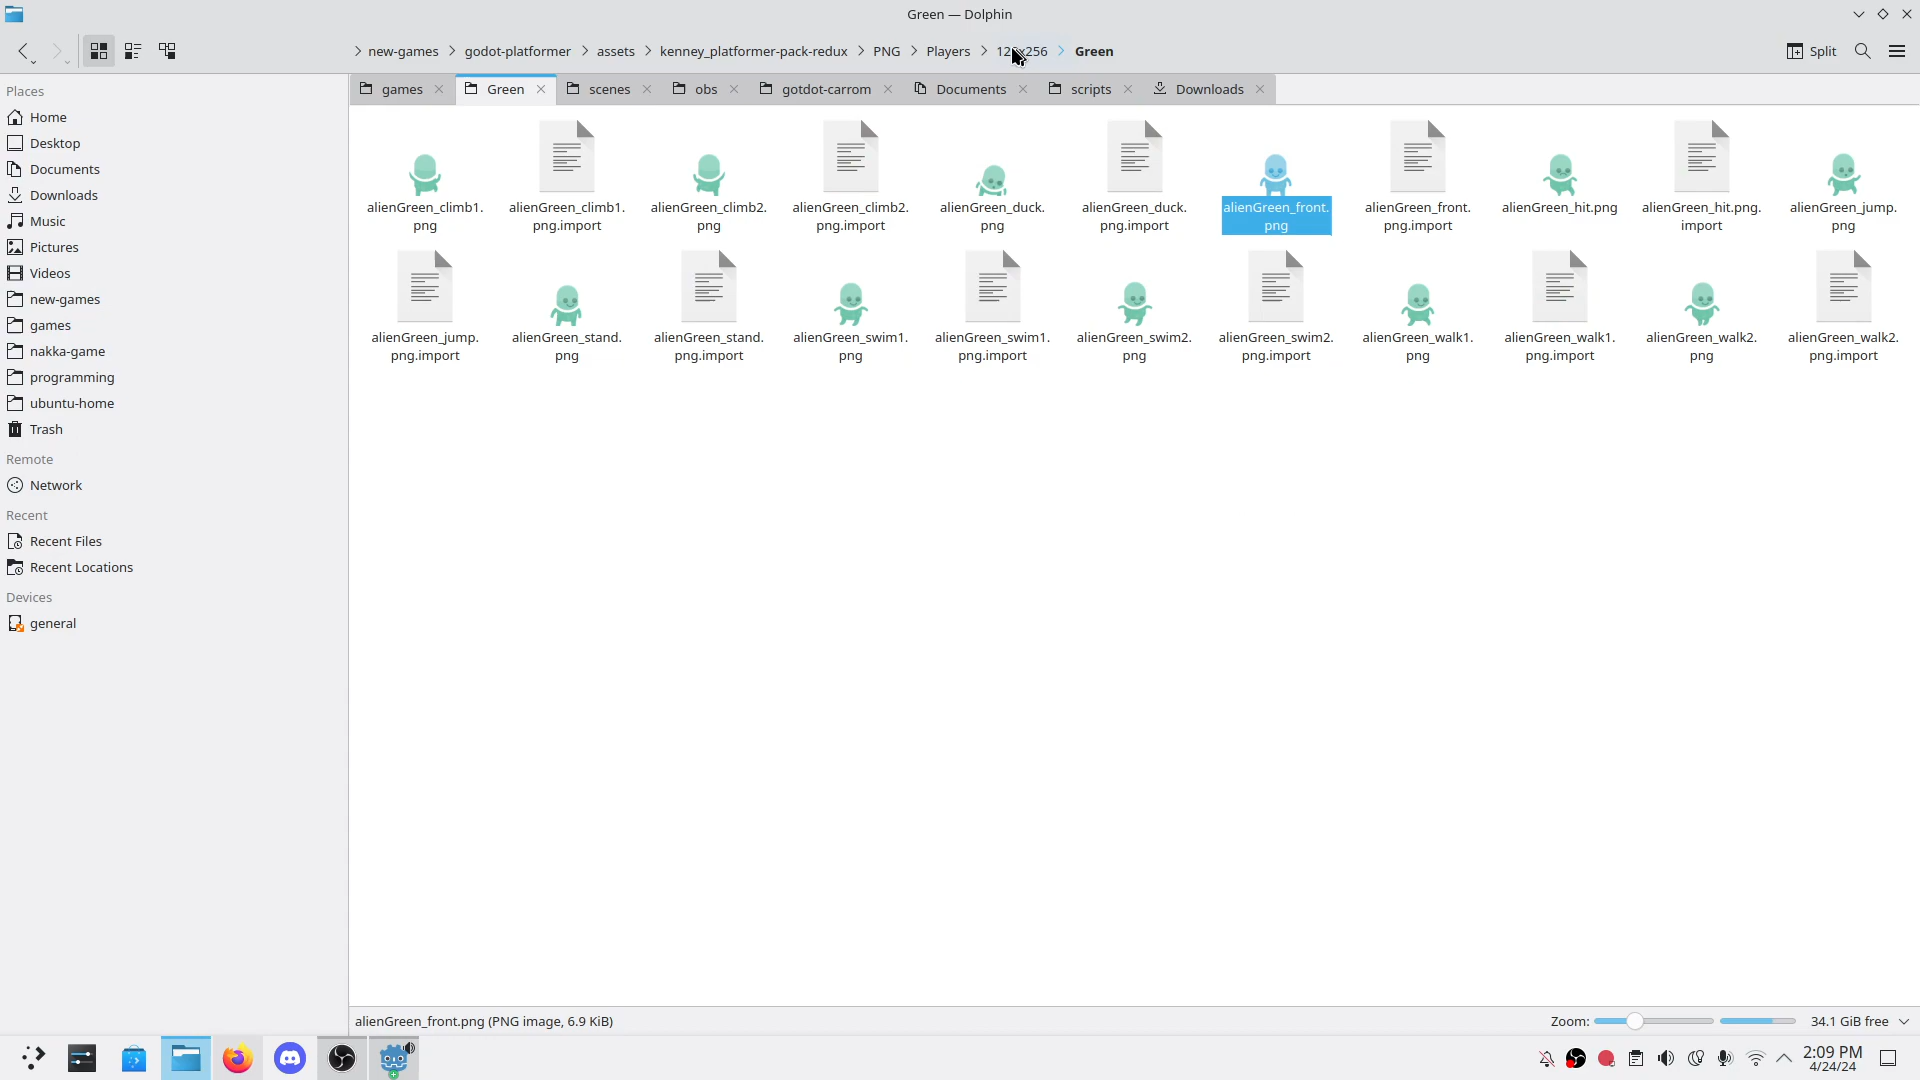 Green — Dolphin
new-games
godot-platformer
assets
kenney_platformer-pack-redux
PNG
Players
Green
Split
games
Green
scenes
obs
gotdot-carrom
Documents
scripts
Downloads
Places
Home
Desktop
Documents
Downloads
Music
Pictures
Videos
new-games
games
nakka-game
programming
ubuntu-home
Trash
Remote
Network
Recent
Recent Files
Recent Locations
Devices
general
alienGreen_climb1.
png
alienGreen_climb1.
png.import
alienGreen_climb2.
png
alienGreen_climb2.
png.import
alienGreen_duck.
png
alienGreen_duck.
png.import
alienGreen_front.
png
alienGreen_front.
png.import
alienGreen_hit.png
alienGreen_hit.png.
import
alienGreen_jump.
png
alienGreen_jump.
png.import
alienGreen_stand.
png
alienGreen_stand.
png.import
alienGreen_swim1.
png
alienGreen_swim1.
png.import
alienGreen_swim2.
png
alienGreen_swim2.
png.import
alienGreen_walk1.
png
alienGreen_walk1.
png.import
alienGreen_walk2.
png
alienGreen_walk2.
png.import
alienGreen_front.png (PNG image, 6.9 KiB)
Zoom:
34.1 GiB free
2:09 PM
4/24/24